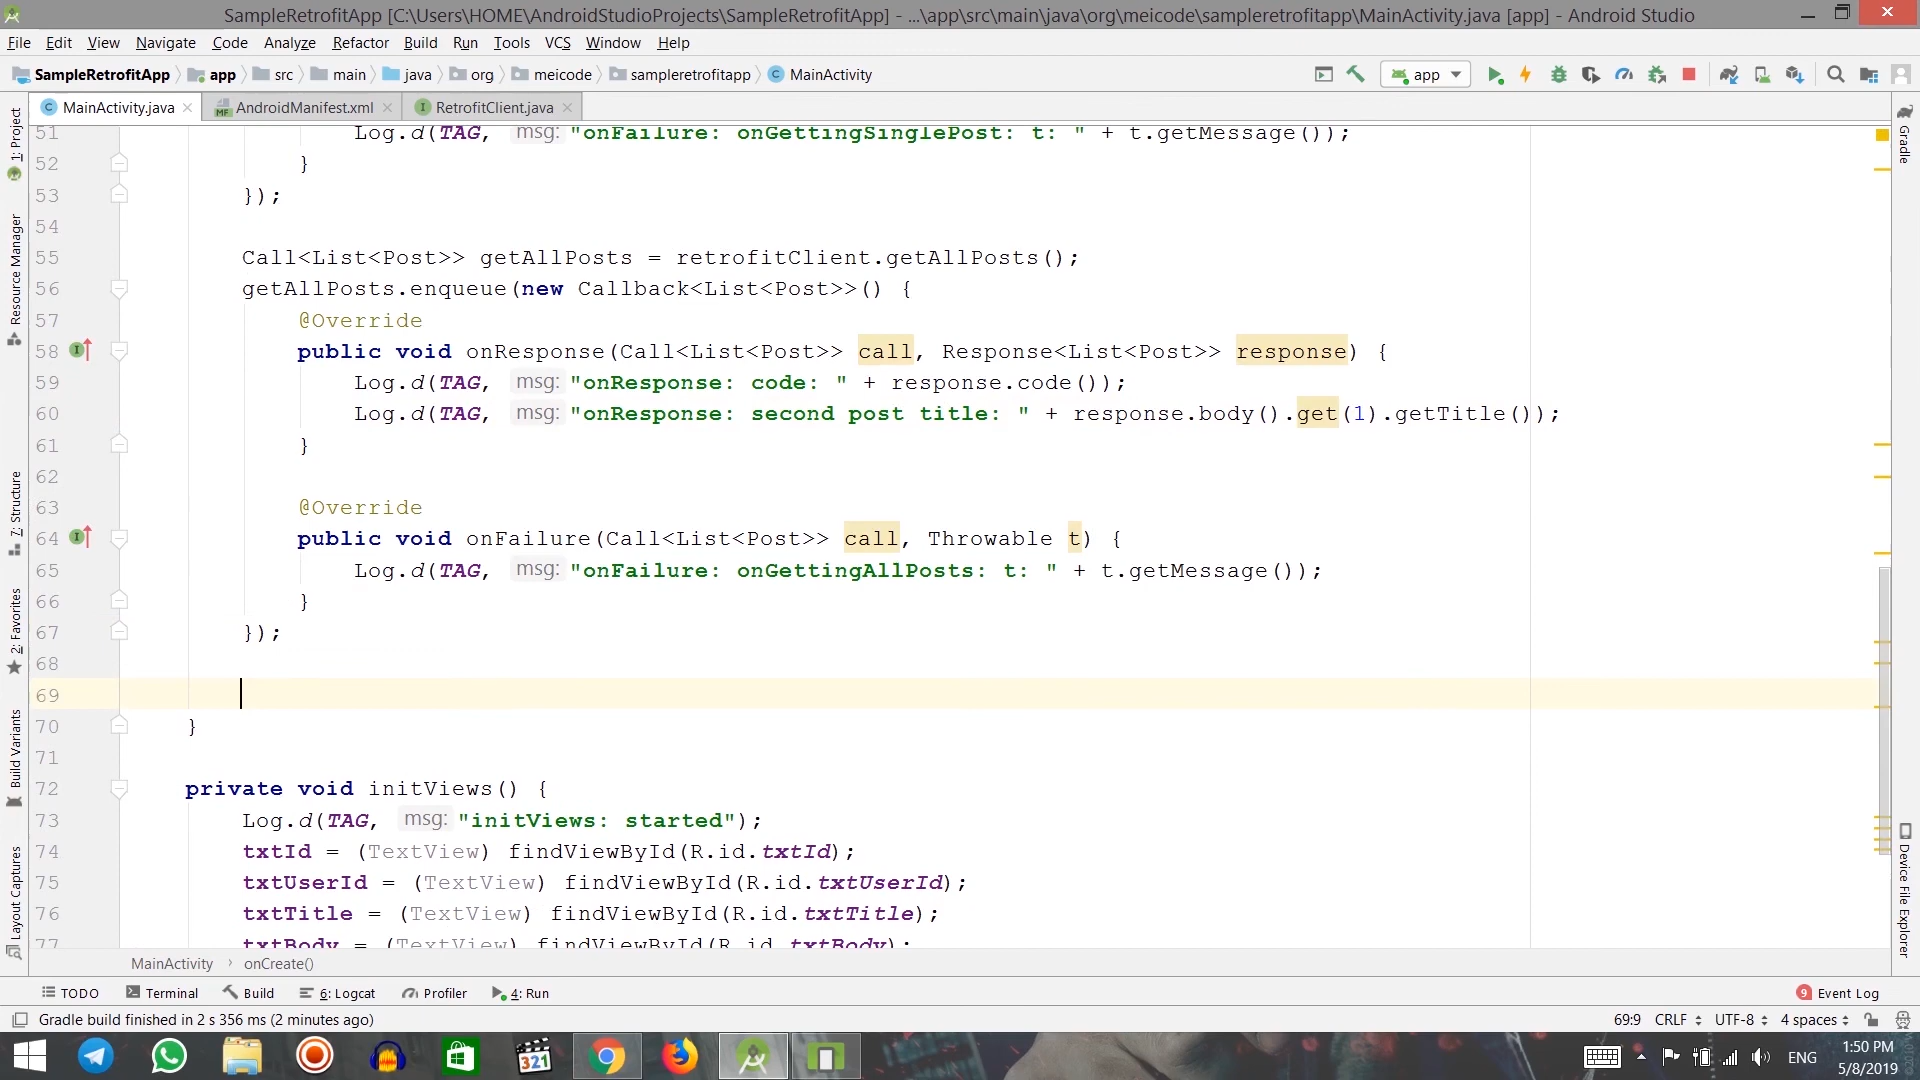 SampleRetrofitApp [C:\Users\HOME\AndroidStudioProjects\SampleRetrofitApp] - ...\app\src\main\java\org\meicode\sampleretrofitapp\MainActivity.java [app] - Android Studio
File Edit View Navigate Code Analyze Refactor Build Run Tools VCS Window Help
SampleRetrofitApp app src main java org meicode sampleretrofitapp MainActivity app
MainActivity.java AndroidManifest.xml RetrofitClient.java
51 Log.d(TAG, msg: "onFailure: onGettingSinglePost: t: " + t.getMessage());
52 }
53 });
54
55 Call<List<Post>> getAllPosts = retrofitClient.getAllPosts();
56 getAllPosts.enqueue(new Callback<List<Post>>() {
57 @Override
58 public void onResponse(Call<List<Post>> call, Response<List<Post>> response) {
59 Log.d(TAG, msg: "onResponse: code: " + response.code());
60 Log.d(TAG, msg: "onResponse: second post title: " + response.body().get(1).getTitle());
61 }
62
63 @Override
64 public void onFailure(Call<List<Post>> call, Throwable t) {
65 Log.d(TAG, msg: "onFailure: onGettingAllPosts: t: " + t.getMessage());
66 }
67 });
68
69
70 }
71
72 private void initViews() {
73 Log.d(TAG, msg: "initViews: started");
74 txtId = (TextView) findViewById(R.id.txtId);
75 txtUserId = (TextView) findViewById(R.id.txtUserId);
76 txtTitle = (TextView) findViewById(R.id.txtTitle);
77 txtBody = (TextView) findViewById(R.id.txtBody);
1: Project
Resource Manager
7: Structure
2: Favorites
Build Variants
Layout Captures
Gradle
Device File Explorer
MainActivity › onCreate()
TODO Terminal Build 6: Logcat Profiler 4: Run 9 Event Log
Gradle build finished in 2 s 356 ms (2 minutes ago) 69:9 CRLF UTF-8 4 spaces
321 ENG 1:50 PM
5/8/2019